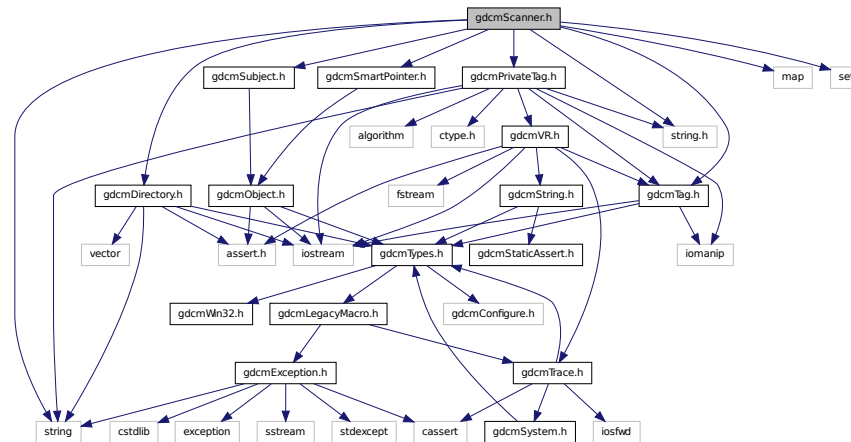 gdcmScanner.h
gdcmSubject.h
gdcmSmartPointer.h
gdcmPrivateTag.h
map
set
algorithm
ctype.h
gdcmVR.h
string.h
gdcmDirectory.h
gdcmObject.h
fstream
gdcmString.h
gdcmTag.h
vector
assert.h
iostream
gdcmTypes.h
gdcmStaticAssert.h
iomanip
gdcmWin32.h
gdcmLegacyMacro.h
gdcmConfigure.h
gdcmException.h
gdcmTrace.h
string
cstdlib
exception
sstream
stdexcept
cassert
gdcmSystem.h
iosfwd